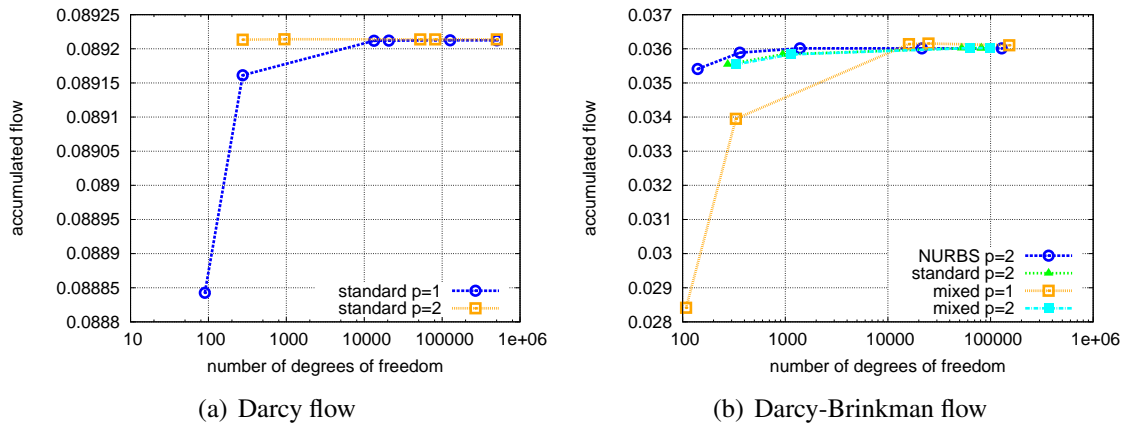 0.08925
0.0892
0.08915
0.0891
0.08905
0.089
0.08895
0.0889
0.08885
0.0888
accumulated flow
10
100
1000
10000
100000
1e+06
number of degrees of freedom
standard p=1
standard p=2
(a) Darcy flow
0.037
0.036
0.035
0.034
0.033
0.032
0.031
0.03
0.029
0.028
accumulated flow
100
1000
10000
100000
1e+06
number of degrees of freedom
NURBS p=2
standard p=2
mixed p=1
mixed p=2
(b) Darcy-Brinkman flow